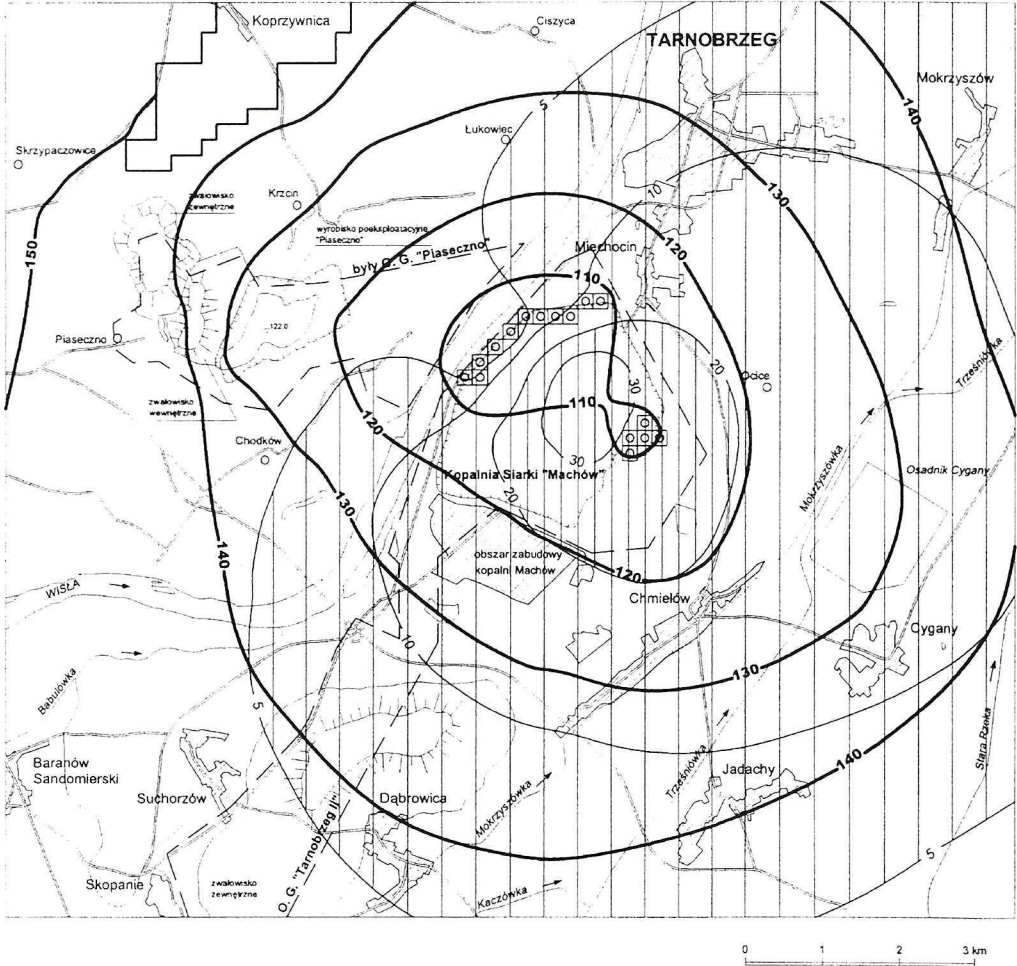 Koprzywnica
Ciszyca
TARNOBRZEG
Mokrzyszów
5
140
Skrzypaczowice
Łukowiec
zwałowisko
zewnętrzne
Krzcin
10
130
150
wyrobisko poeksploatacyjne
"Piaseczno"
były O. G. "Piaseczno"
Miechocin
120
110
122.0
Piaseczno
20
Ocice
Trześniówka
30
zwałowisko
wewnętrzne
110
120
Chodków
Mokrzyszówka
Osadnik Cygany
30
Kopalnia Siarki "Machów"
20
130
140
obszar zabudowy
kopalni Machów
120
WISŁA
Chmielów
Cygany
10
130
Babulówka
5
Stara Rzeka
140
Baranów
Sandomierski
Suchorzów
Dąbrowica
Mokrzyszówka
Trześniówka
Jadachy
5
Skopanie
zwałowisko
zewnętrzne
O. G. "Tarnobrzeg II"
Kaczówka
0 1 2 3 km